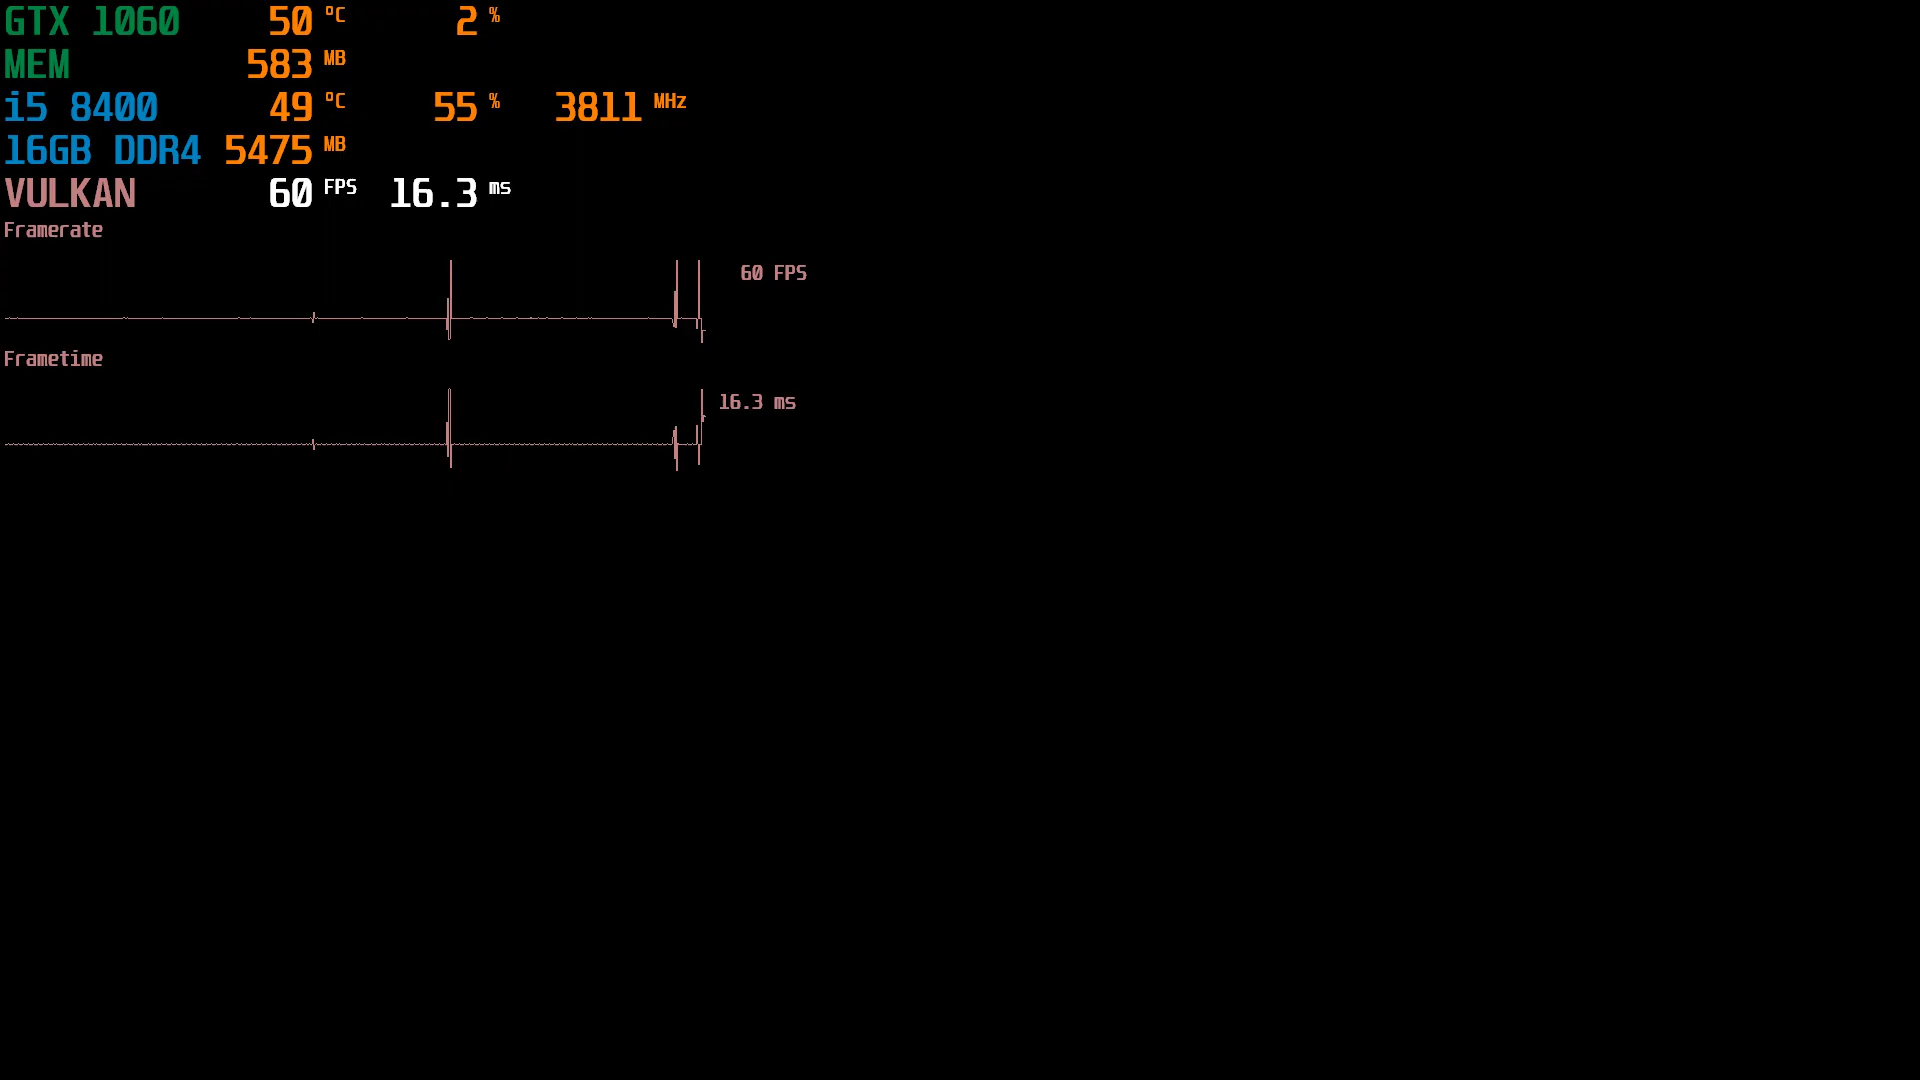 GTX 1060 50 °C 2 %
MEM 583 MB
i5 8400 49 °C 55 % 3811 MHz
16GB DDR4 5475 MB
VULKAN 60 FPS 16.3 ms
Framerate
60 FPS
Frametime
16.3 ms